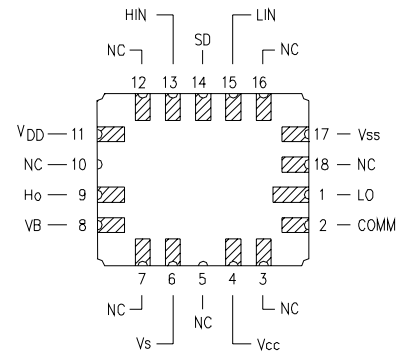 HIN LIN
SD
NC NC
12 13 14 15 16
VDD 11 17 Vss
NC 10 18 NC
Ho 9 1 LO
VB 8 2 COMM
7 6 5 4 3
NC NC NC
Vs Vcc